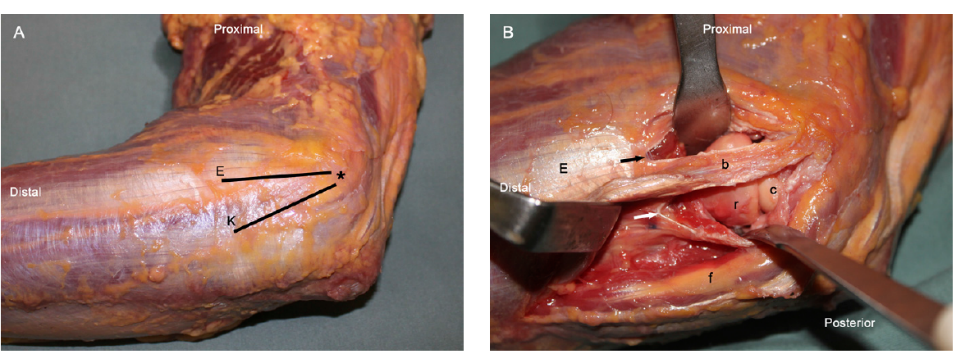 A
Proximal
E
*
Distal
K
B
Proximal
E
b
Distal
c
r
f
Posterior